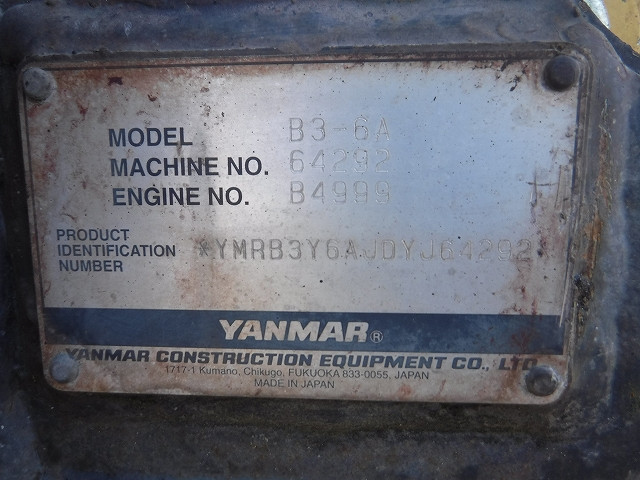 MODEL B3-6A
MACHINE NO. 64292
ENGINE NO. B4999
PRODUCT
IDENTIFICATION
NUMBER
*YMRB3Y6AJDYJ64292
YANMAR®
YANMAR CONSTRUCTION EQUIPMENT CO., LTD.
1717-1 Kumano, Chikugo, FUKUOKA 833-0055, JAPAN
MADE IN JAPAN